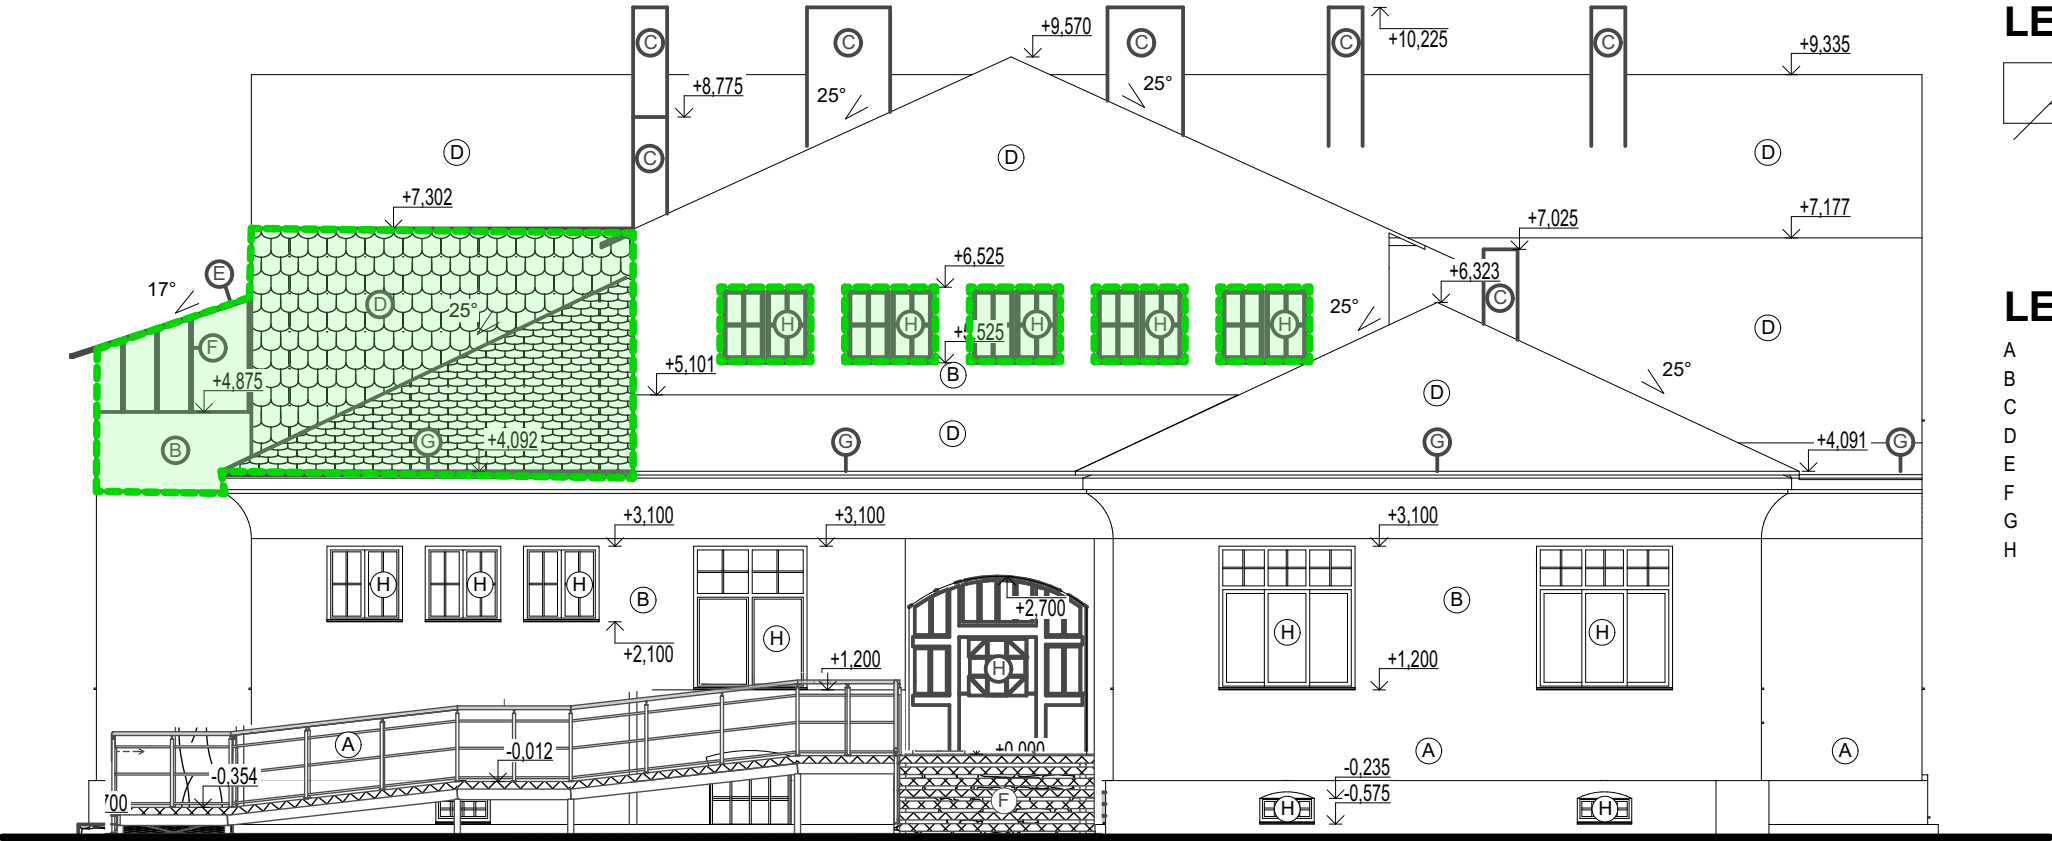 LE
C
C
C
C
C
+10,225
+9,570
+9,335
+8,775
25°
25°
D
C
D
D
+7,302
+7,177
+7,025
E
17°
+6,525
+6,323
C
LE
D
25°
F
H
H
H
H
H
+5,525
25°
D
A
+5,101
B
25°
B
+4,875
D
C
G
+4,092
D
G
G
+4,091
G
D
B
E
F
+3,100
+3,100
+3,100
G
H
H
H
H
B
B
+2,700
+2,100
H
H
H
+1,200
+1,200
H
A
-0,012
+0,000
A
A
-0,354
-0,235
-0,575
700
F
H
H